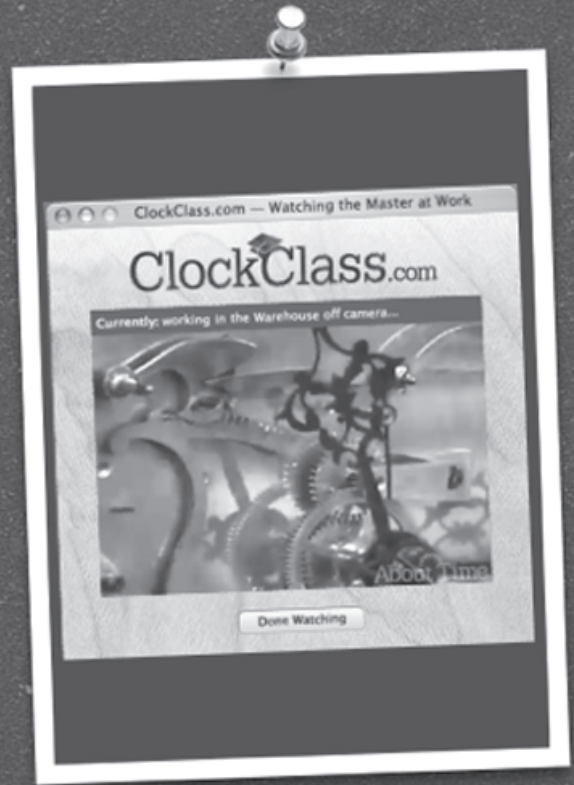 ClockClass.com — Watching the Master at Work
ClockClass.com
Currently: working in the Warehouse off camera...
About Time
Done Watching